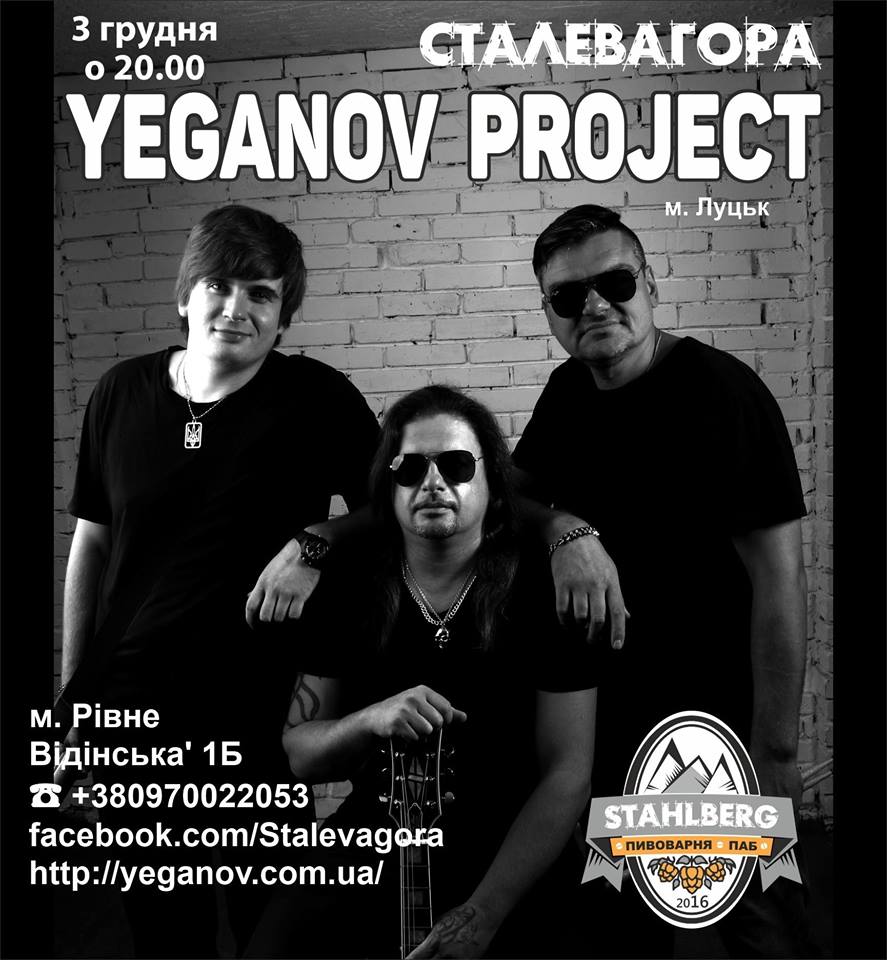 3 грудня
о 20.00
СТАЛЕВАГОРА
YEGANOV PROJECT
м. Луцьк
м. Рівне
Відінська' 1Б
☎ +380970022053
facebook.com/Stalevagora
http://yeganov.com.ua/
STAHLBERG
ПИВОВАРНЯ ПАБ
2016